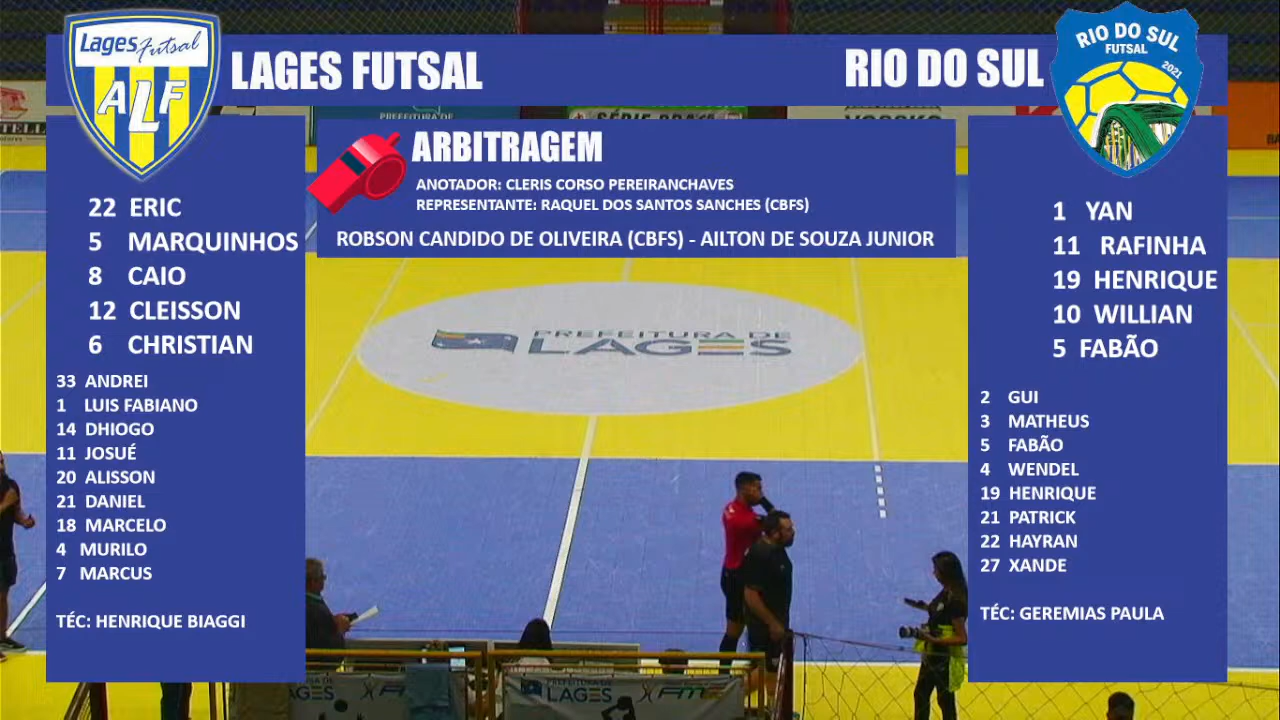 Lages Futsal
ALF
LAGES FUTSAL
RIO DO SUL
RIO DO SUL
FUTSAL
2021
ARBITRAGEM
ANOTADOR: CLERIS CORSO PEREIRANCHAVES
REPRESENTANTE: RAQUEL DOS SANTOS SANCHES (CBFS)
ROBSON CANDIDO DE OLIVEIRA (CBFS) - AILTON DE SOUZA JUNIOR
22 ERIC
5 MARQUINHOS
8 CAIO
12 CLEISSON
6 CHRISTIAN
33 ANDREI
1 LUIS FABIANO
14 DHIOGO
11 JOSUÉ
20 ALISSON
21 DANIEL
18 MARCELO
4 MURILO
7 MARCUS
TÉC: HENRIQUE BIAGGI
1 YAN
11 RAFINHA
19 HENRIQUE
10 WILLIAN
5 FABÃO
2 GUI
3 MATHEUS
5 FABÃO
4 WENDEL
19 HENRIQUE
21 PATRICK
22 HAYRAN
27 XANDE
TÉC: GEREMIAS PAULA
PREFEITURA DE
LAGES
PREFEITURA DE
LAGES